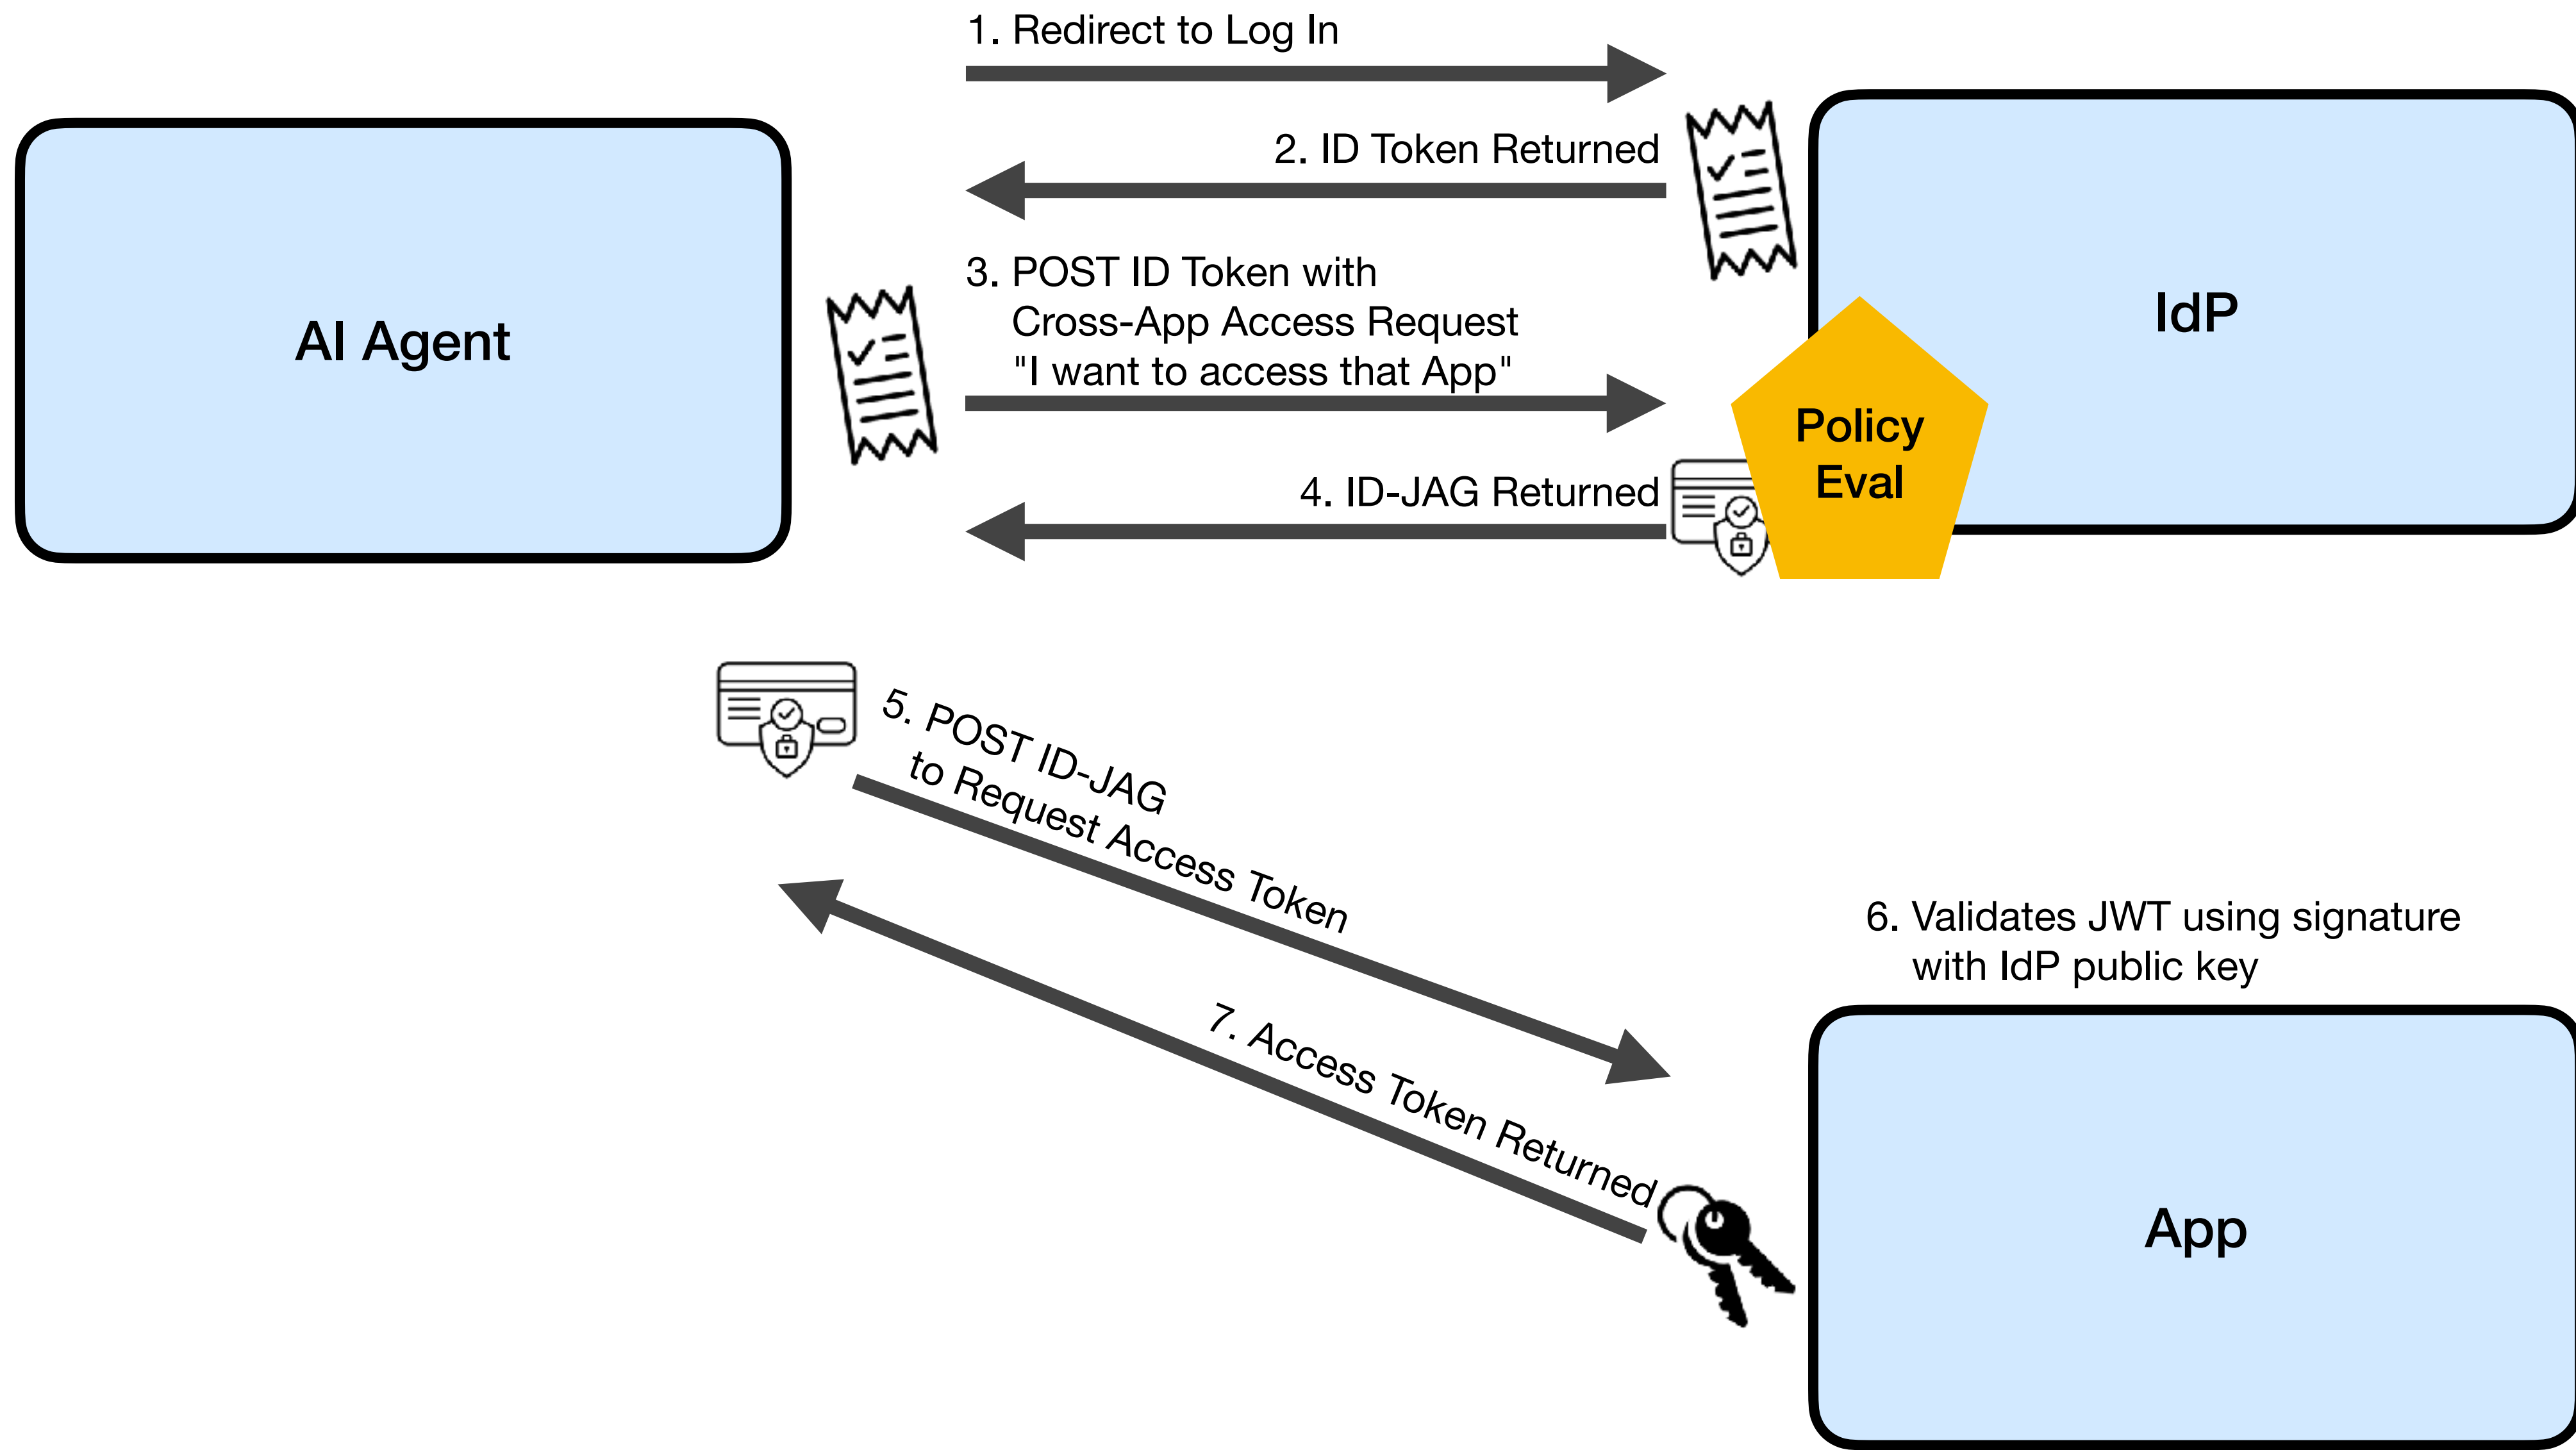 1. Redirect to Log In
2. ID Token Returned
3. POST ID Token with
Cross-App Access Request
"I want to access that App"
AI Agent
IdP
Policy
Eval
4. ID-JAG Returned
5. POST ID-JAG
to Request Access Token
6. Validates JWT using signature
with IdP public key
7. Access Token Returned
App